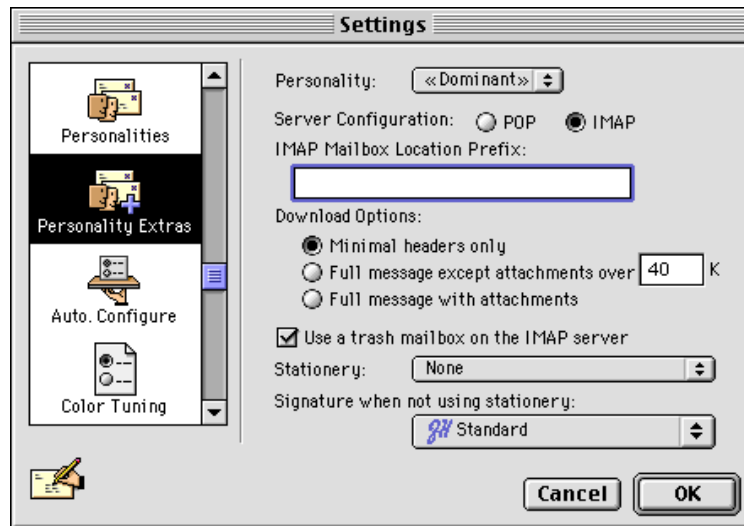 Settings
Personalities
Personality Extras
Auto. Configure
Color Tuning
Personality: «Dominant»
Server Configuration: POP IMAP
IMAP Mailbox Location Prefix:
Download Options:
Minimal headers only
Full message except attachments over 40 K
Full message with attachments
Use a trash mailbox on the IMAP server
Stationery: None
Signature when not using stationery:
Standard
Cancel OK